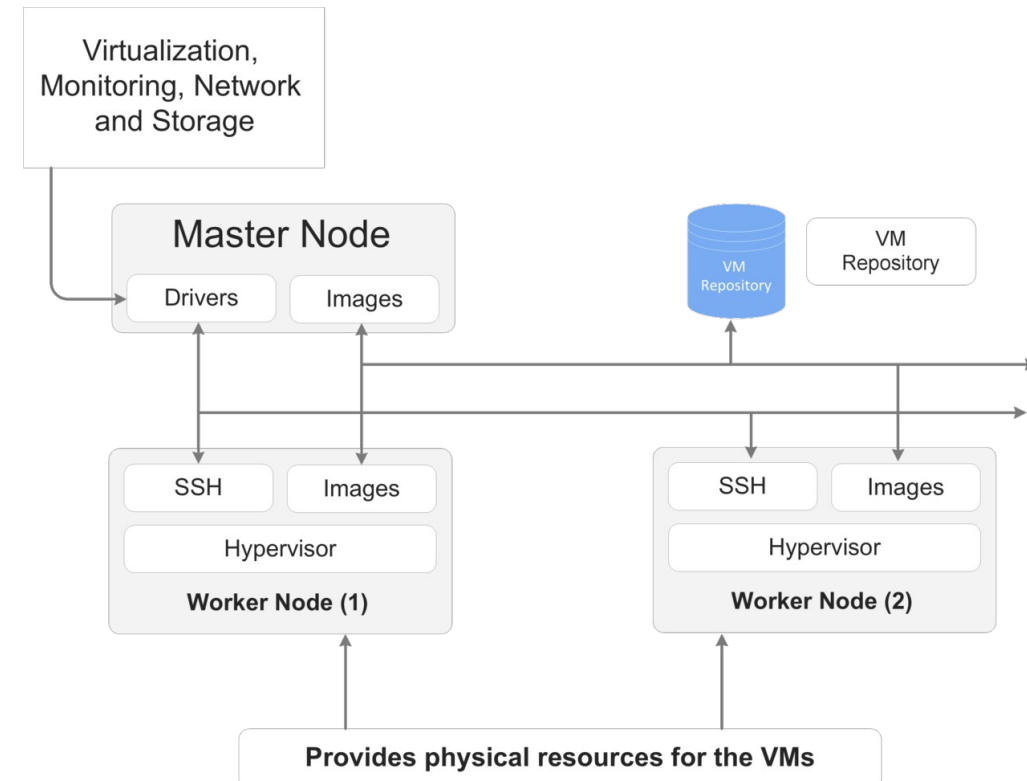 Virtualization,
Monitoring, Network
and Storage
Master Node
Drivers
Images
VM
Repository
VM
Repository
SSH
Images
Hypervisor
Worker Node (1)
SSH
Images
Hypervisor
Worker Node (2)
Provides physical resources for the VMs